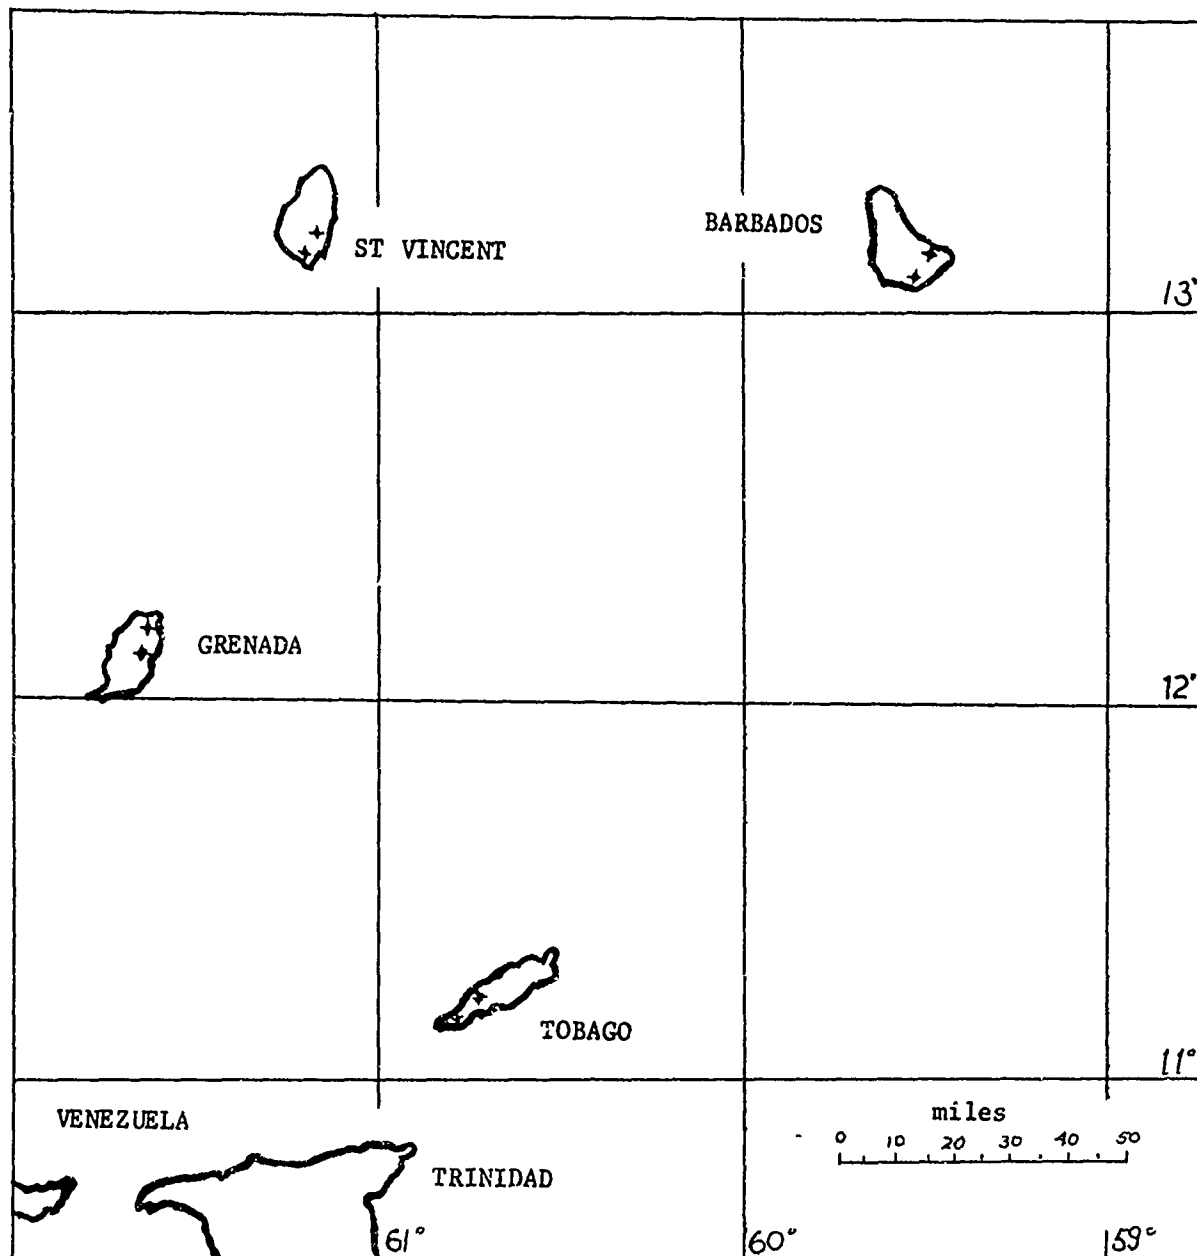 BARBADOS
ST VINCENT
13°
GRENADA
12°
TOBAGO
11°
VENEZUELA
miles
0 10 20 30 40 50
TRINIDAD
61° 60° 59°